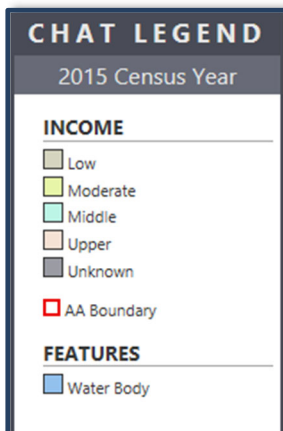 CHAT LEGEND
2015 Census Year
INCOME
Low
Moderate
Middle
Upper
Unknown
AA Boundary
FEATURES
Water Body